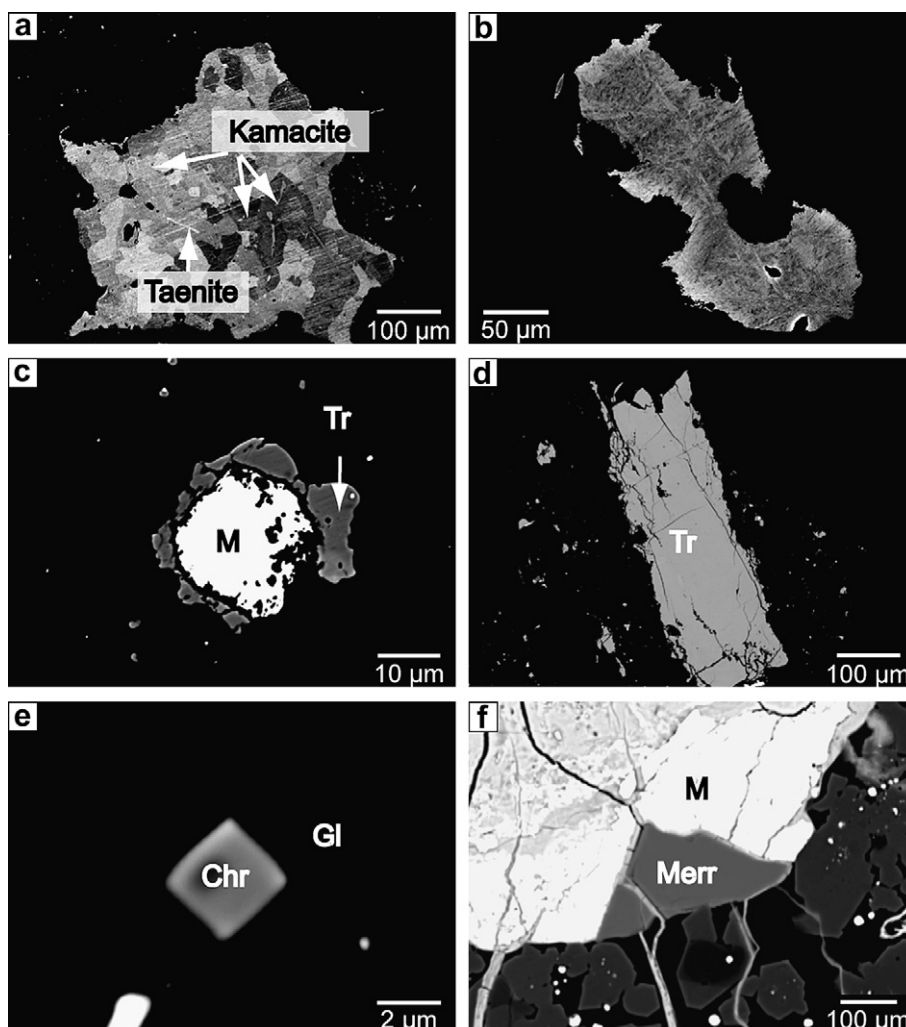 a
Kamacite
Taenite
100 μm
b
50 μm
c
Tr
M
10 μm
d
Tr
100 μm
e
Gl
Chr
2 μm
f
M
Merr
100 μm